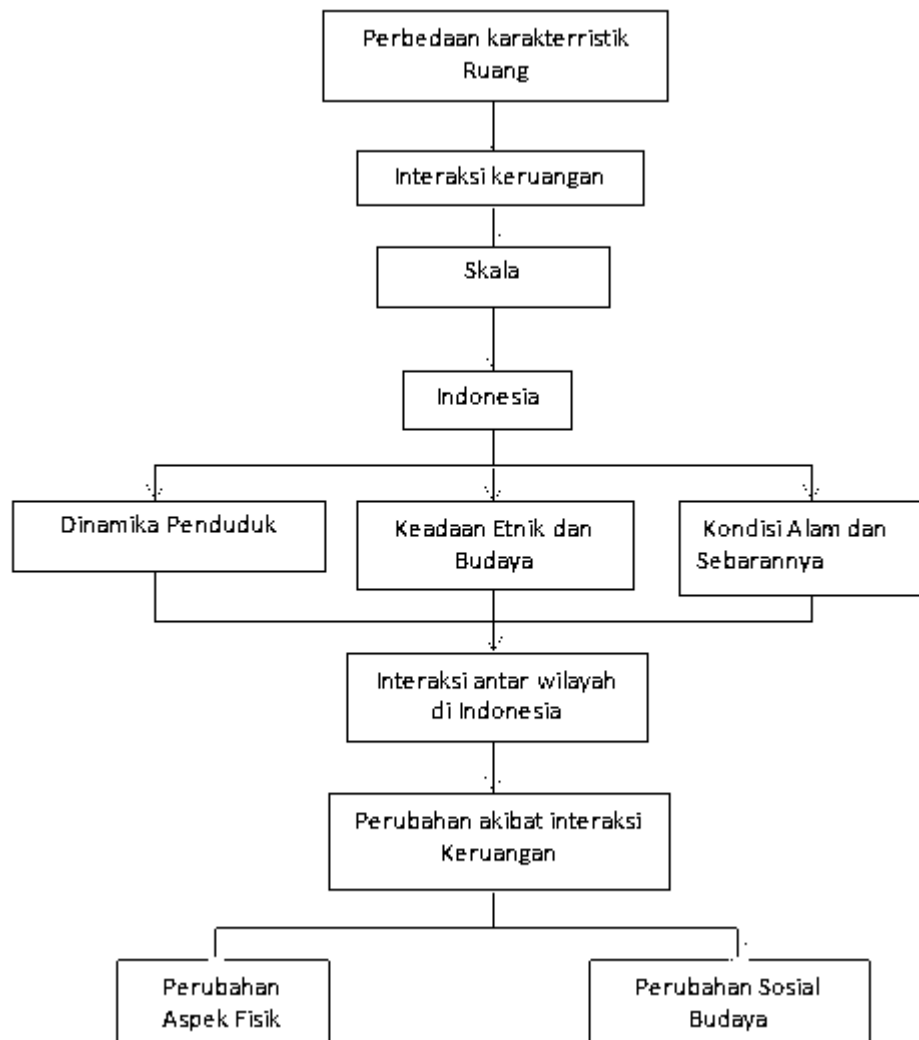 Perbedaan karakterristik
Ruang
Interaksi keruangan
Skala
Indonesia
Dinamika Penduduk
Keadaan Etnik dan
Budaya
Kondisi Alam dan
Sebarannya
Interaksi antar wilayah
di Indonesia
Perubahan akibat interaksi
Keruangan
Perubahan
Aspek Fisik
Perubahan Sosial
Budaya